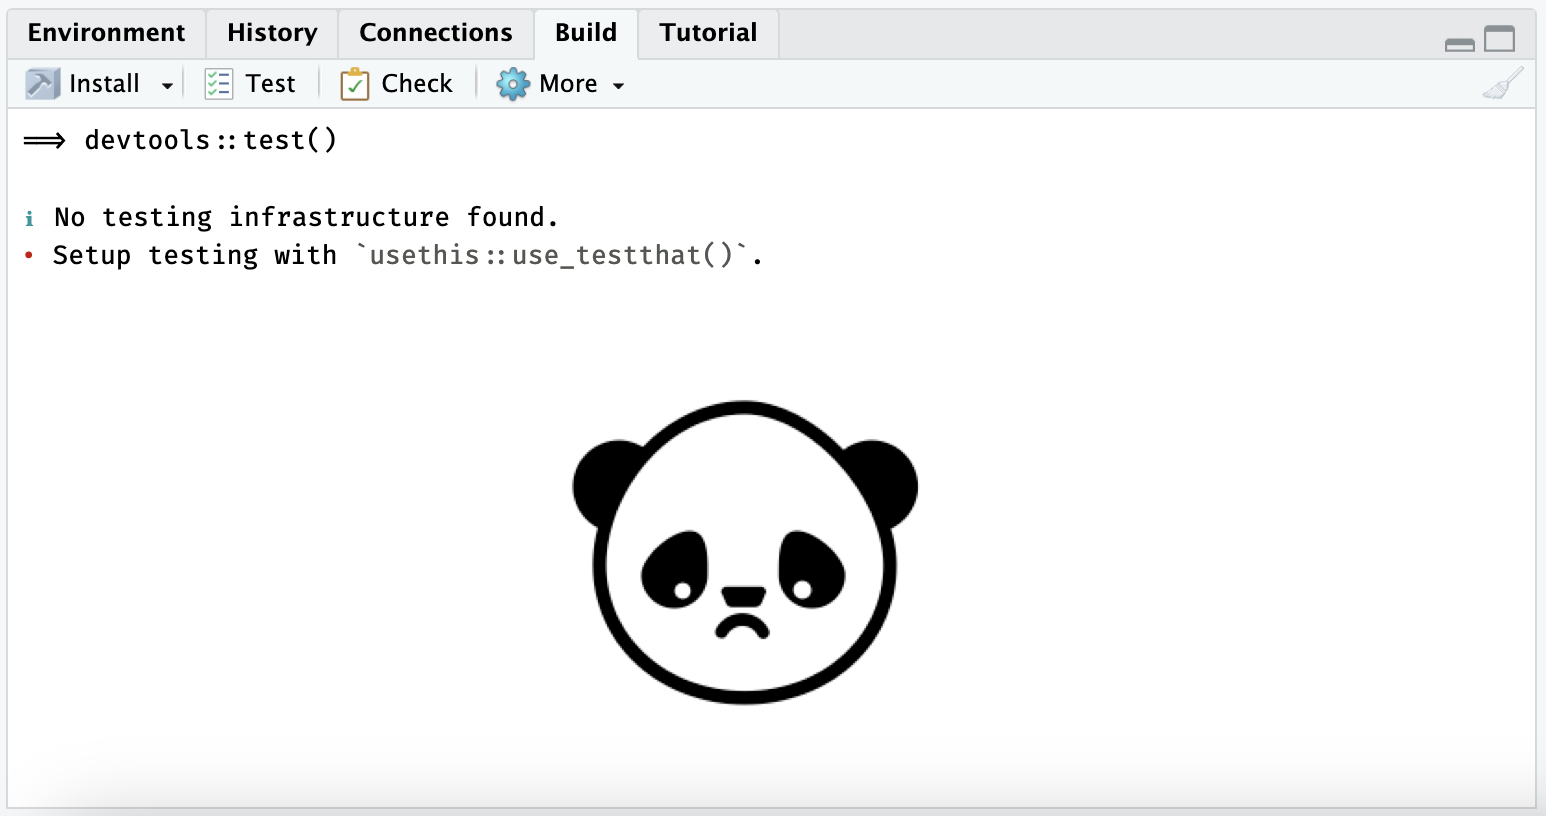 Environment History Connections Build Tutorial
Install Test Check More
==> devtools::test()
ℹ No testing infrastructure found.
• Setup testing with `usethis::use_testthat()`.